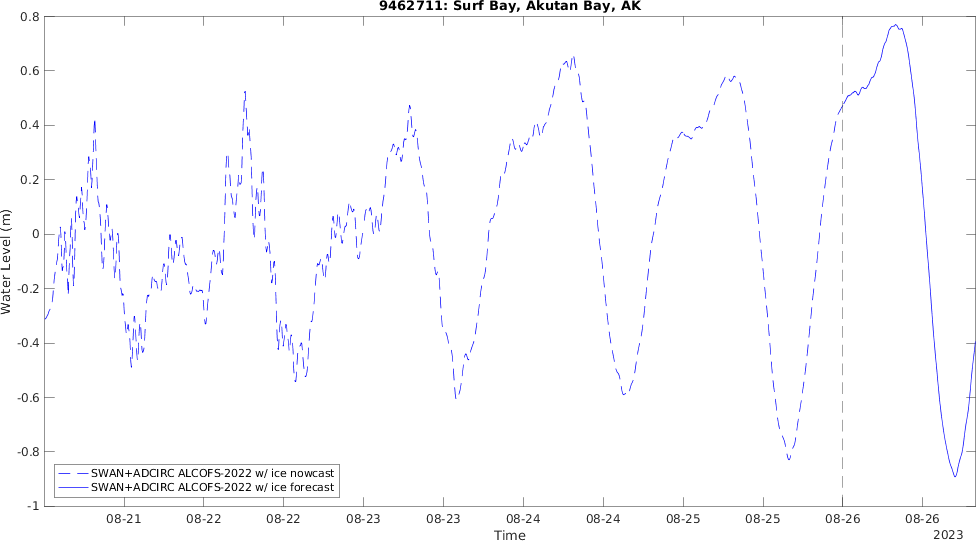 9462711: Surf Bay, Akutan Bay, AK
0.8
0.6
0.4
0.2
0
-0.2
-0.4
-0.6
-0.8
-1
Water Level (m)
SWAN+ADCIRC ALCOFS-2022 w/ ice nowcast
SWAN+ADCIRC ALCOFS-2022 w/ ice forecast
08-21 08-22 08-22 08-23 08-23 08-24 08-24 08-25 08-25 08-26 08-26
Time
2023